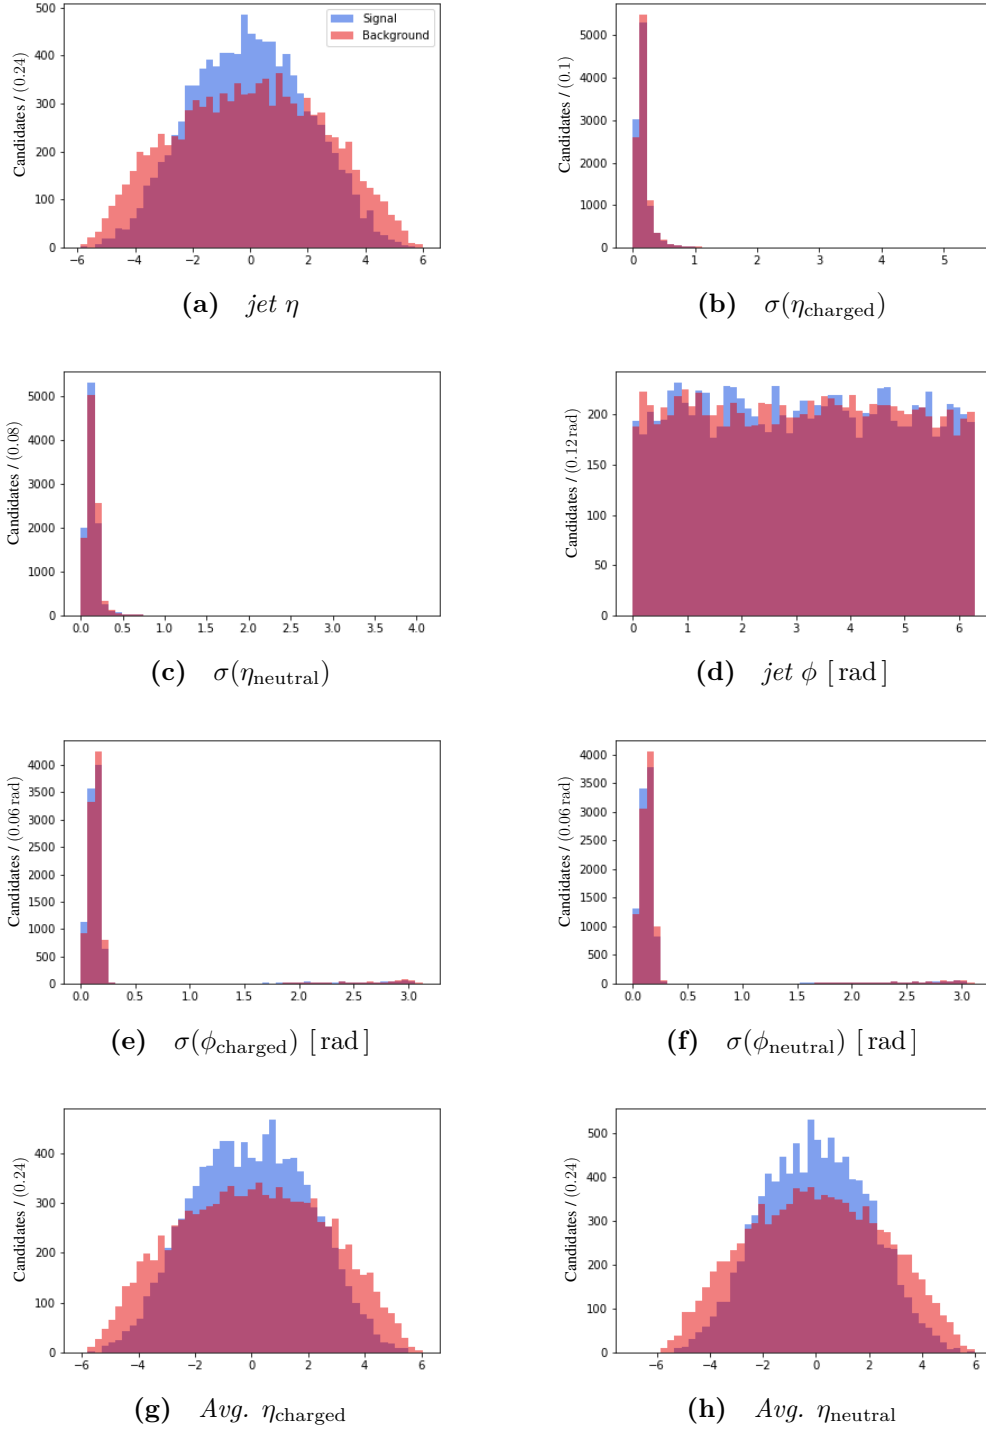 500
400
300
200
100
0
Candidates / (0.24)
Signal
Background
−6 −4 −2 0 2 4 6
(a) jet η
5000
4000
3000
2000
1000
0
Candidates / (0.1)
0 1 2 3 4 5
(b) σ(η_charged)
5000
4000
3000
2000
1000
0
Candidates / (0.08)
0.0 0.5 1.0 1.5 2.0 2.5 3.0 3.5 4.0
(c) σ(η_neutral)
200
150
100
50
0
Candidates / (0.12 rad)
0 1 2 3 4 5 6
(d) jet ϕ [ rad ]
4000
3500
3000
2500
2000
1500
1000
500
0
Candidates / (0.06 rad)
0.0 0.5 1.0 1.5 2.0 2.5 3.0
(e) σ(ϕ_charged) [ rad ]
4000
3500
3000
2500
2000
1500
1000
500
0
Candidates / (0.06 rad)
0.0 0.5 1.0 1.5 2.0 2.5 3.0
(f) σ(ϕ_neutral) [ rad ]
400
300
200
100
0
Candidates / (0.24)
−6 −4 −2 0 2 4 6
(g) Avg. η_charged
500
400
300
200
100
0
Candidates / (0.24)
−6 −4 −2 0 2 4 6
(h) Avg. η_neutral